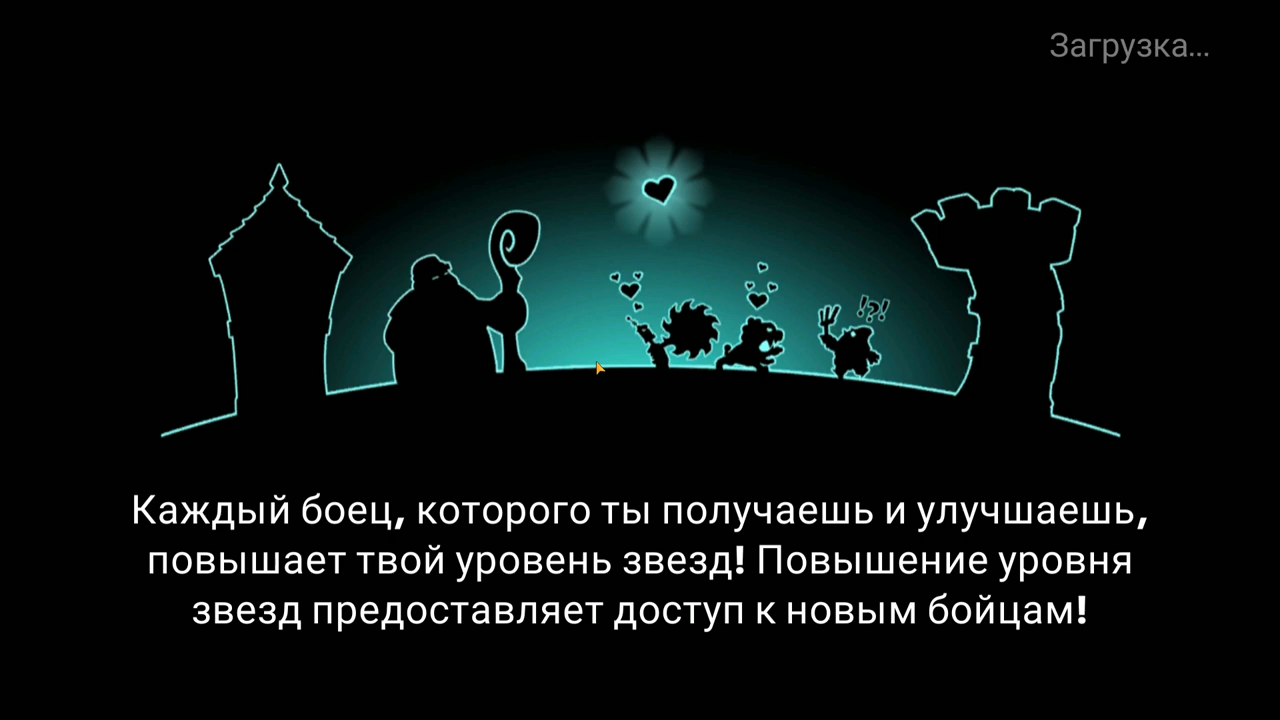 Загрузка...
!?!
Каждый боец, которого ты получаешь и улучшаешь,
повышает твой уровень звезд! Повышение уровня
звезд предоставляет доступ к новым бойцам!